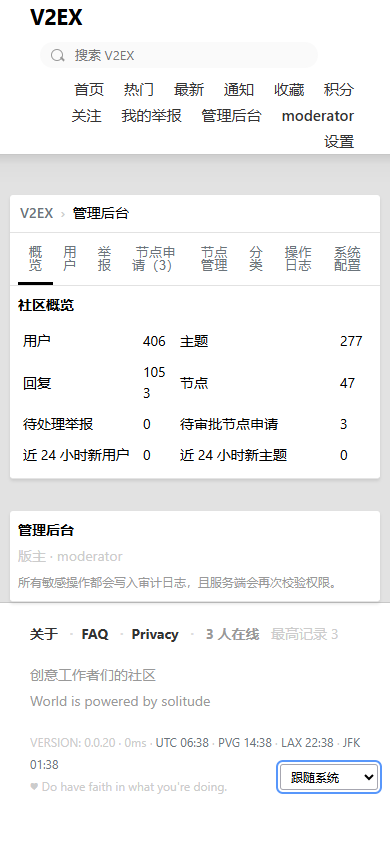 V2EX
搜索 V2EX
首页 热门 最新 通知 收藏 积分
关注 我的举报 管理后台 moderator
设置
V2EX › 管理后台
概览 用户 举报 节点申请（3） 节点管理 分类 操作日志 系统配置
社区概览
用户 406 主题 277
回复 1053 节点 47
待处理举报 0 待审批节点申请 3
近 24 小时新用户 0 近 24 小时新主题 0
管理后台
版主 · moderator
所有敏感操作都会写入审计日志，且服务端会再次校验权限。
关于 · FAQ · Privacy · 3 人在线 最高记录 3
创意工作者们的社区
World is powered by solitude
VERSION: 0.0.20 · 0ms · UTC 06:38 · PVG 14:38 · LAX 22:38 · JFK
01:38
♥ Do have faith in what you're doing.
跟随系统